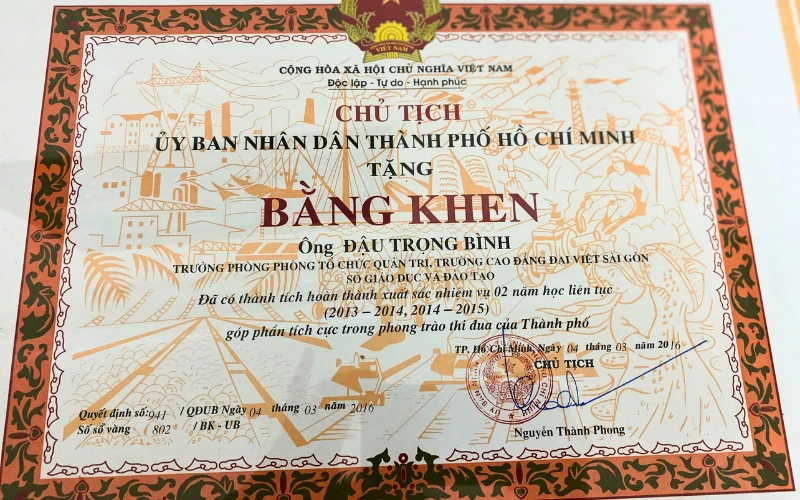 VIỆT NAM
CỘNG HÒA XÃ HỘI CHỦ NGHĨA VIỆT NAM
Độc lập - Tự do - Hạnh phúc
CHỦ TỊCH
ỦY BAN NHÂN DÂN THÀNH PHỐ HỒ CHÍ MINH
TẶNG
BẰNG KHEN
Ông ĐẬU TRỌNG BÌNH
TRƯỞNG PHÒNG PHÒNG TỔ CHỨC QUẢN TRỊ, TRƯỜNG CAO ĐẲNG ĐẠI VIỆT SÀI GÒN
SỞ GIÁO DỤC VÀ ĐÀO TẠO
Đã có thành tích hoàn thành xuất sắc nhiệm vụ 02 năm học liên tục
(2013 – 2014, 2014 – 2015)
góp phần tích cực trong phong trào thi đua của Thành phố
TP. Hồ Chí Minh, Ngày 04 tháng 03 năm 2016
CHỦ TỊCH
Quyết định số: 941 / QĐUB Ngày 04 tháng 03 năm 2016
Số sổ vàng 802 / BK - UB
Nguyễn Thành Phong